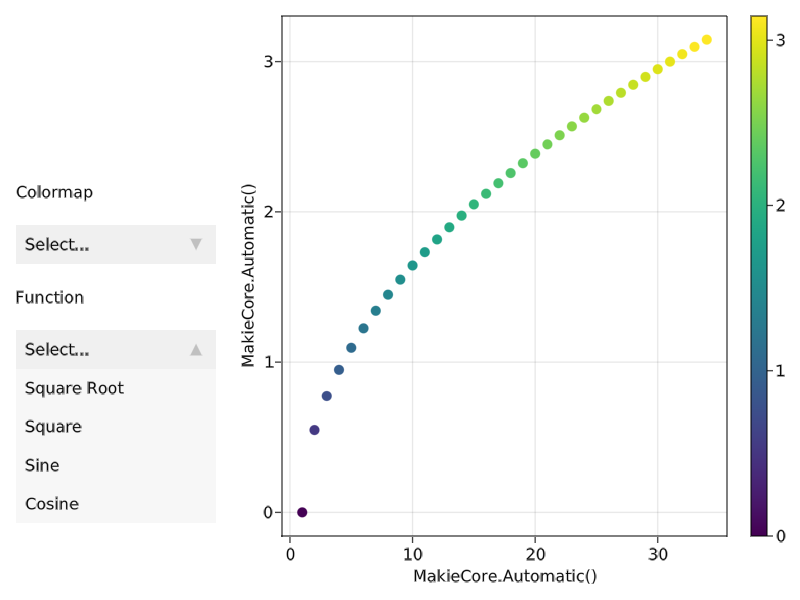 Colormap
Select...
Function
Select...
Square Root
Square
Sine
Cosine
MakieCore.Automatic()
3
2
1
0
0
10
20
30
MakieCore.Automatic()
3
2
1
0